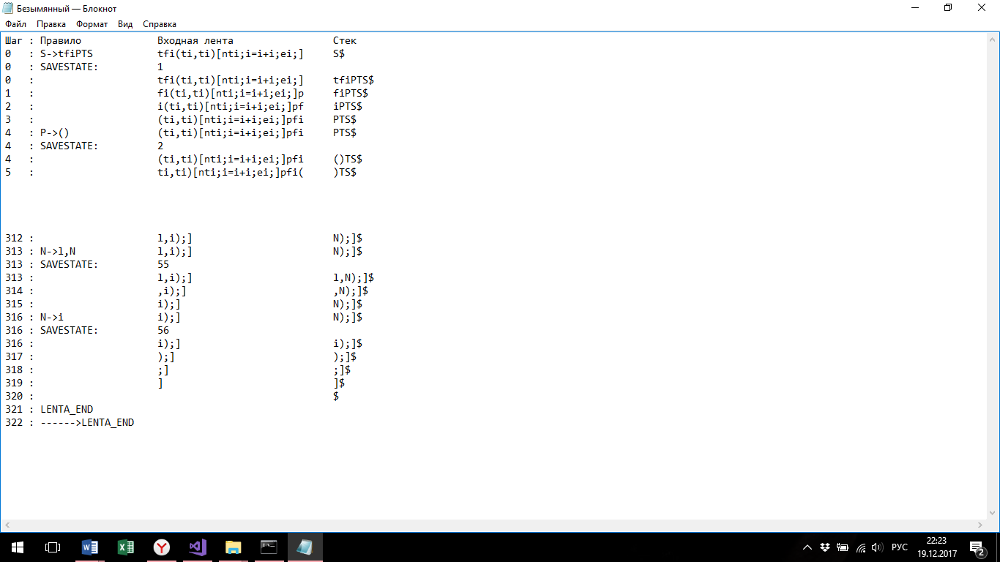 Безымянный — Блокнот
Файл Правка Формат Вид Справка
Шаг : Правило Входная лента Стек
0 : S->tfiPTS tfi(ti,ti)[nti;i=i+i;ei;] S$
0 : SAVESTATE: 1
0 : tfi(ti,ti)[nti;i=i+i;ei;] tfiPTS$
1 : fi(ti,ti)[nti;i=i+i;ei;]p fiPTS$
2 : i(ti,ti)[nti;i=i+i;ei;]pf iPTS$
3 : (ti,ti)[nti;i=i+i;ei;]pfi PTS$
4 : P->() (ti,ti)[nti;i=i+i;ei;]pfi PTS$
4 : SAVESTATE: 2
4 : (ti,ti)[nti;i=i+i;ei;]pfi ()TS$
5 : ti,ti)[nti;i=i+i;ei;]pfi( )TS$
312 : l,i);] N);]$
313 : N->l,N l,i);] N);]$
313 : SAVESTATE: 55
313 : l,i);] l,N);]$
314 : ,i);] ,N);]$
315 : i);] N);]$
316 : N->i i);] N);]$
316 : SAVESTATE: 56
316 : i);] i);]$
317 : );] );]$
318 : ;] ;]$
319 : ] ]$
320 : $
321 : LENTA_END
322 : ------>LENTA_END
РУС
22:23
19.12.2017
2